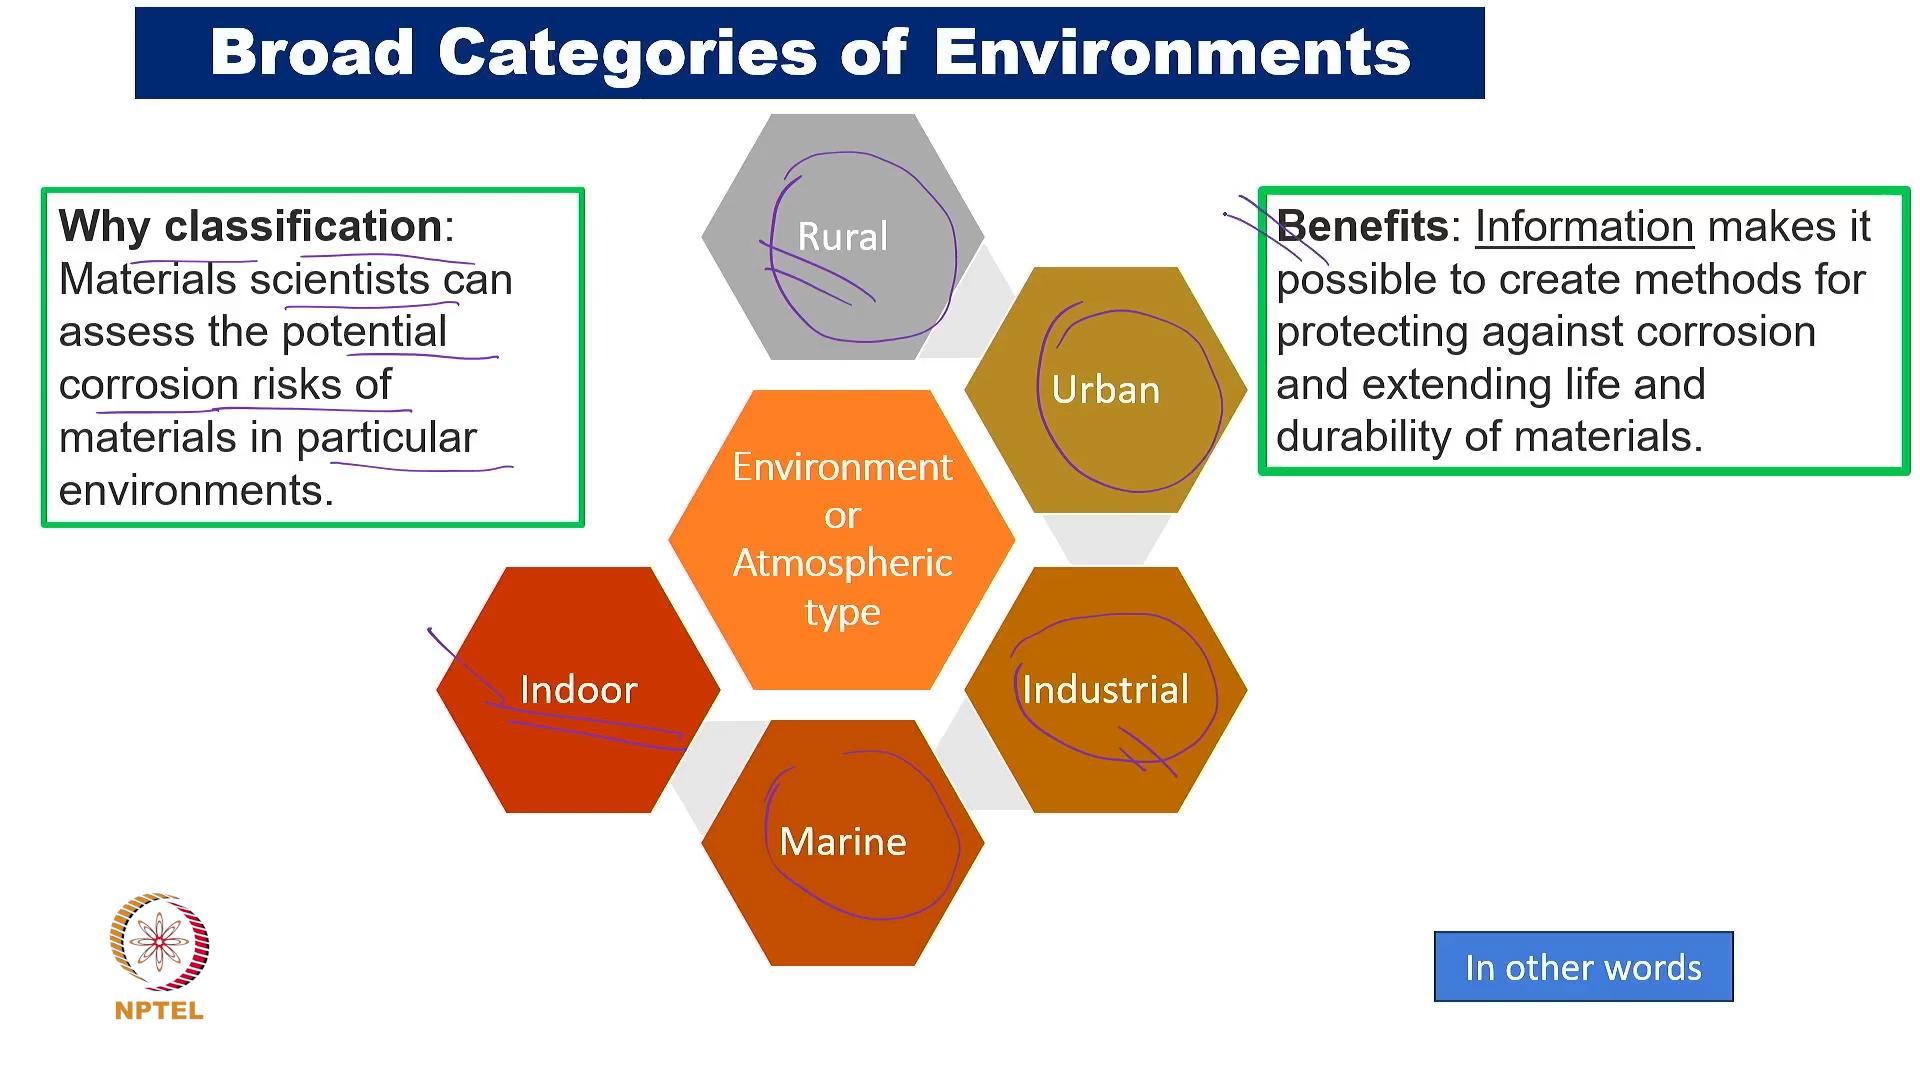 Broad Categories of Environments
Why classification:
Materials scientists can
assess the potential
corrosion risks of
materials in particular
environments.
Rural
Urban
Benefits: Information makes it
possible to create methods for
protecting against corrosion
and extending life and
durability of materials.
Environment
or
Atmospheric
type
Indoor
Industrial
Marine
NPTEL
In other words